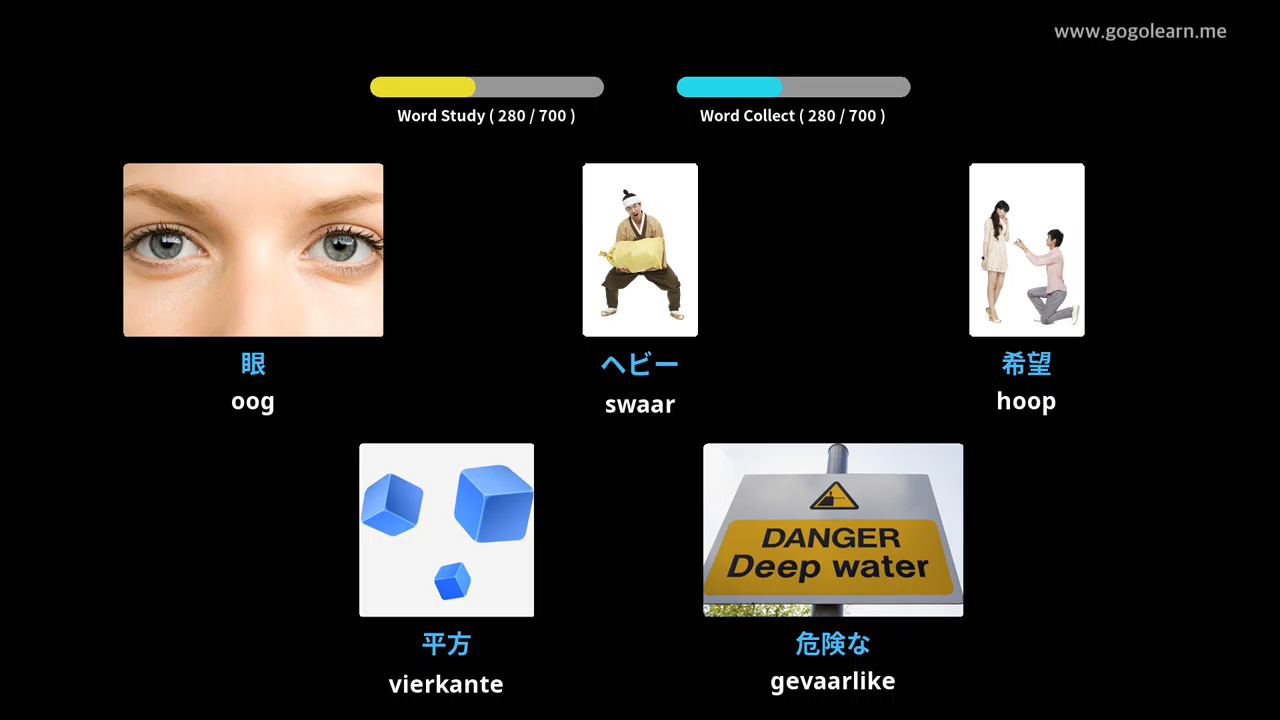 www.gogolearn.me
Word Study ( 280 / 700 )
Word Collect ( 280 / 700 )
眼
oog
ヘビー
swaar
希望
hoop
DANGER
Deep water
平方
vierkante
危険な
gevaarlike